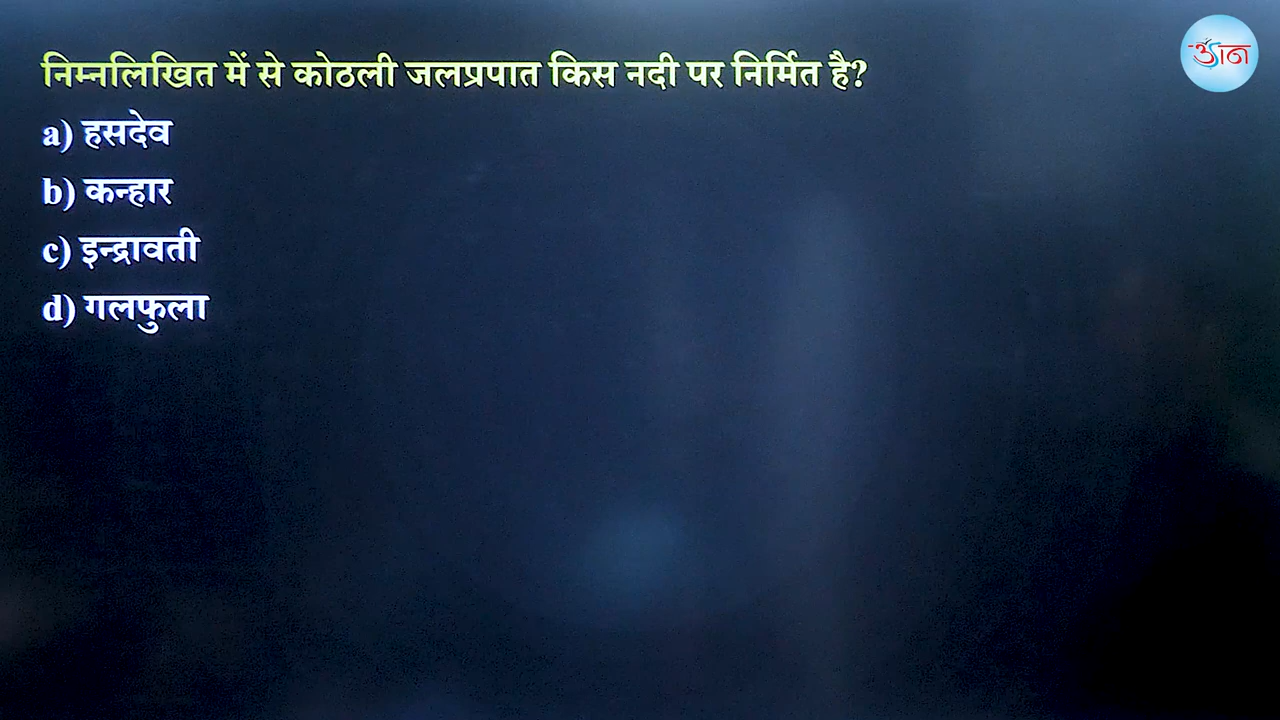 निम्नलिखित में से कोठली जलप्रपात किस नदी पर निर्मित है?
a) हसदेव
b) कन्हार
c) इन्द्रावती
d) गलफुला